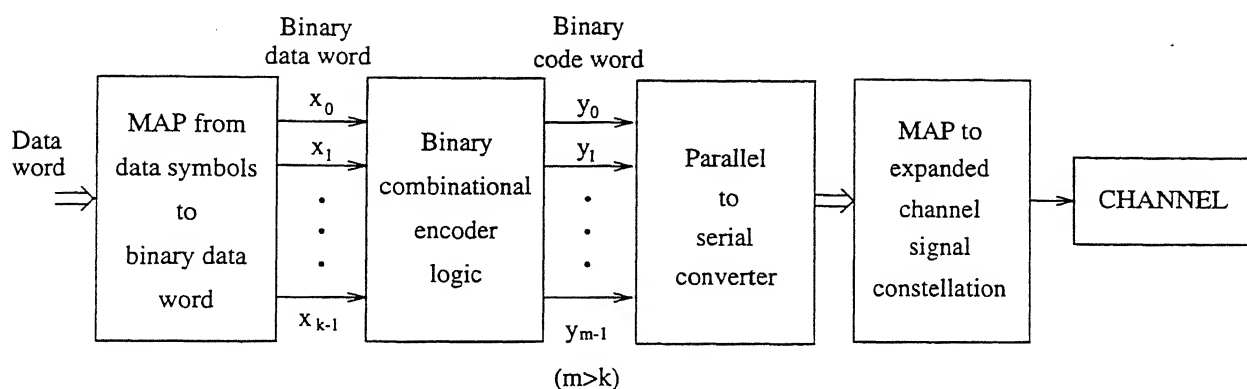 Binary
data word
Binary
code word
Data
word
MAP from
data symbols
to
binary data
word
x0
x1
xk-1
Binary
combinational
encoder
logic
y0
y1
ym-1
(m>k)
Parallel
to
serial
converter
MAP to
expanded
channel
signal
constellation
CHANNEL